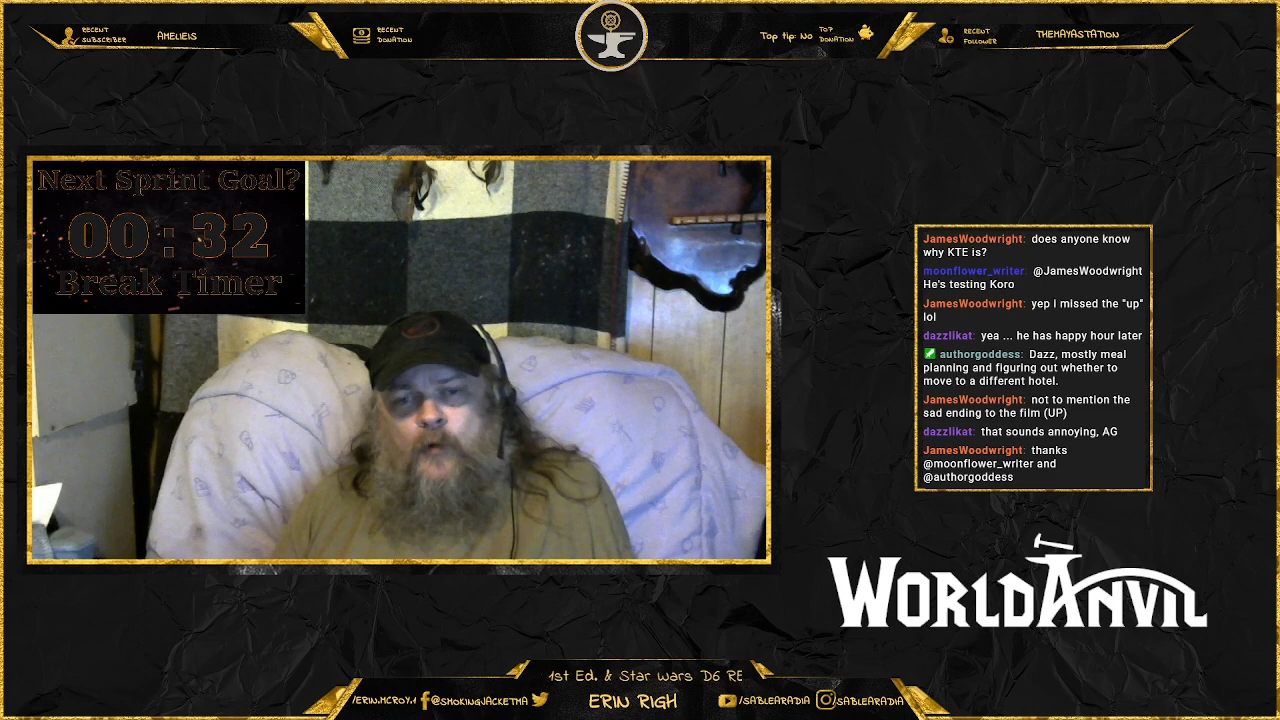 RECENT
SUBSCRIBER
AMELIEIS
RECENT
DONATION
Top tip: No
TOP
DONATION
RECENT
FOLLOWER
THEMAYASTATION
Next Sprint Goal?
00:32
Break Timer
JamesWoodwright: does anyone know
why KTE is?
moonflower_writer: @JamesWoodwright
He's testing Koro
JamesWoodwright: yep I missed the "up"
lol
dazzlikat: yea ... he has happy hour later
authorgoddess: Dazz, mostly meal
planning and figuring out whether to
move to a different hotel.
JamesWoodwright: not to mention the
sad ending to the film (UP)
dazzlikat: that sounds annoying, AG
JamesWoodwright: thanks
@moonflower_writer and
@authorgoddess
WORLDANVIL
1st Ed. & Star Wars D6 RE
/ERIN.MCROY.1
@SMOKINGJACKETMA
ERIN RIGH
/SABLEARADIA
/SABLEARADIA